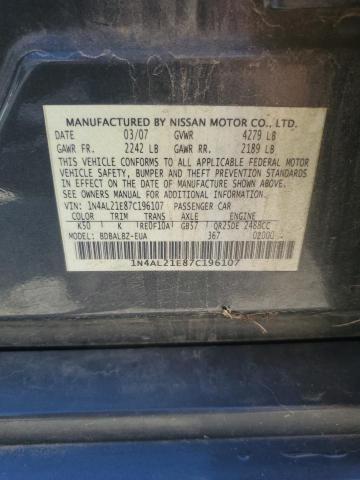 MANUFACTURED BY NISSAN MOTOR CO., LTD.
DATE 03/07 GVWR 4279 LB
GAWR FR. 2242 LB GAWR RR. 2189 LB
THIS VEHICLE CONFORMS TO ALL APPLICABLE FEDERAL MOTOR
VEHICLE SAFETY, BUMPER AND THEFT PREVENTION STANDARDS
IN EFFECT ON THE DATE OF MANUFACTURE SHOWN ABOVE. SEE
OWNER'S MANUAL FOR ADDITIONAL INFORMATION.
VIN: 1N4AL21E87C196107 PASSENGER CAR
COLOR TRIM TRANS AXLE ENGINE
K50 K RE0F10A GB57 QR25DE 2488CC
MODEL: BDBALBZ-EUA 367 02000
1N4AL21E87C196107